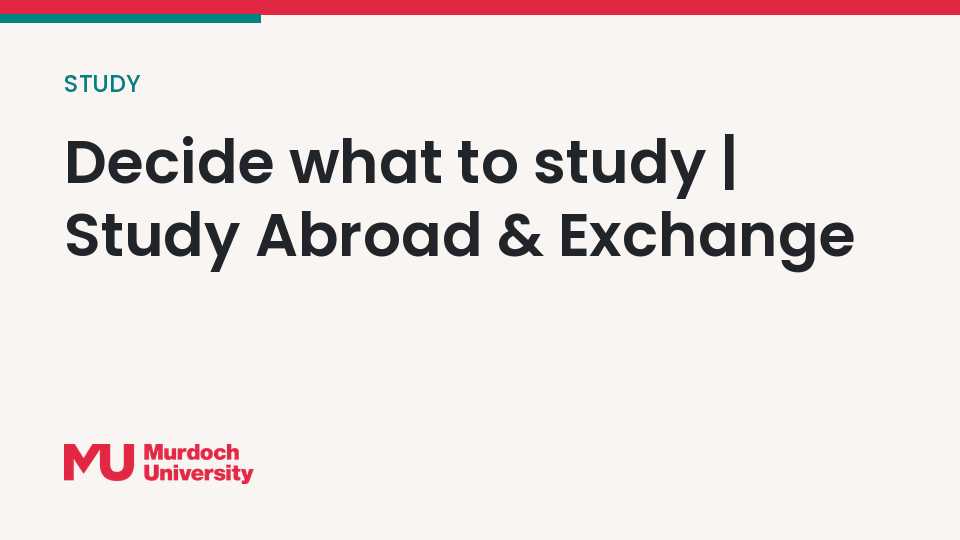 STUDY
Decide what to study |
Study Abroad & Exchange
MU Murdoch
University